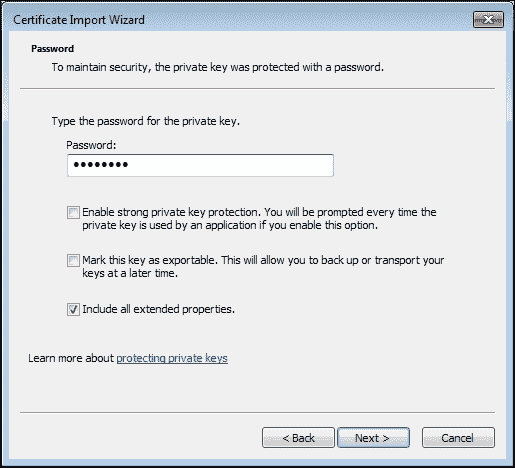 Certificate Import Wizard
Password
To maintain security, the private key was protected with a password.
Type the password for the private key.
Password:
••••••••
Enable strong private key protection. You will be prompted every time the
private key is used by an application if you enable this option.
Mark this key as exportable. This will allow you to back up or transport your
keys at a later time.
Include all extended properties.
Learn more about protecting private keys
< Back Next > Cancel